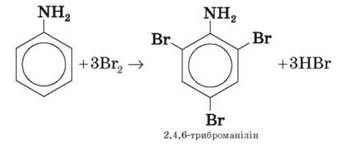 NH₂ NH₂
Br Br
+3Br₂ → +3HBr
Br
2,4,6-триброманілін